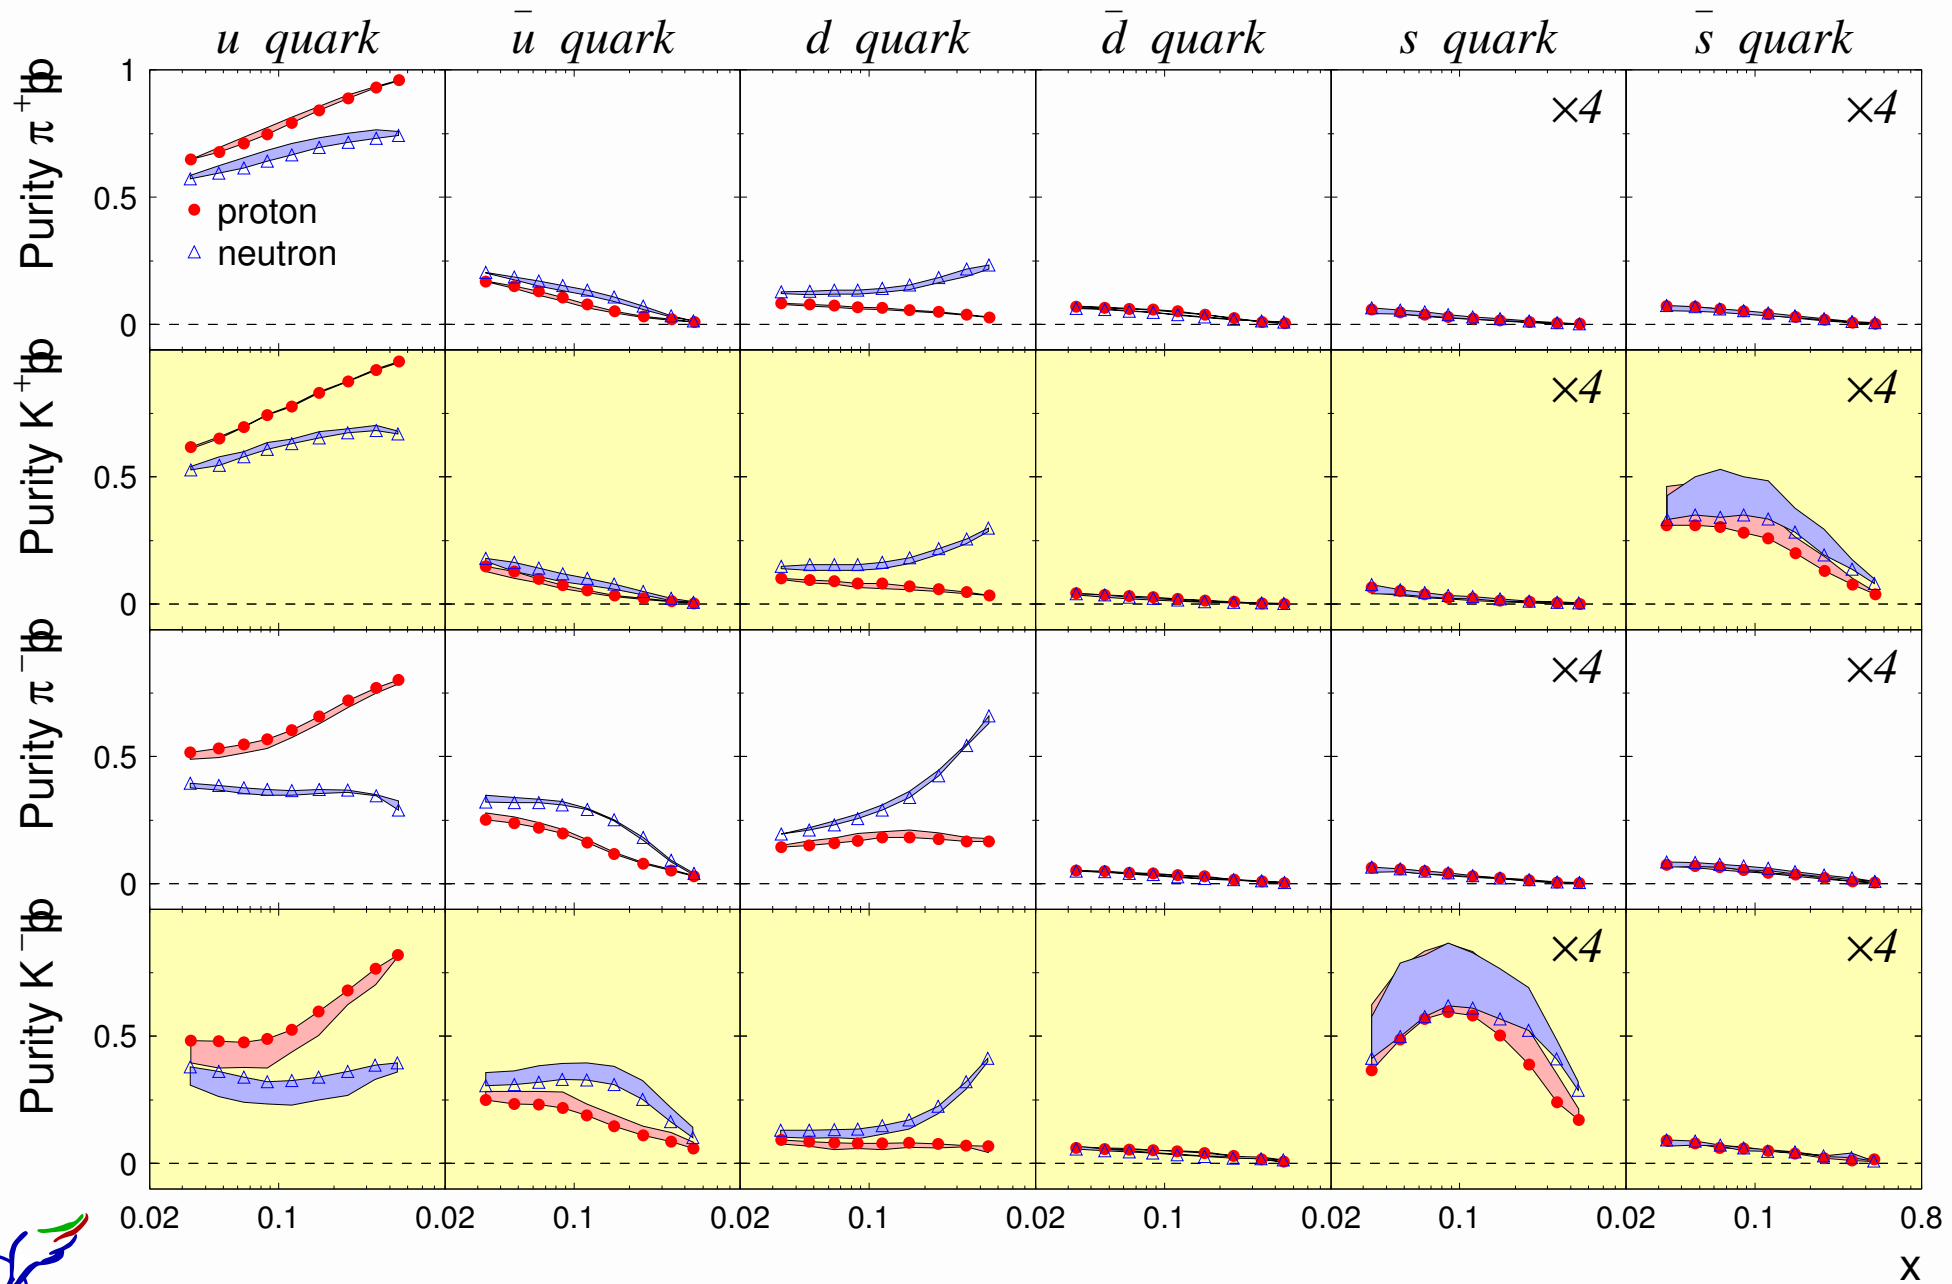 u quark ū quark d quark d̄ quark s quark s̄ quark
Purity π⁺
1
0.5
0
proton
neutron
×4 ×4
Purity K⁺
0.5
0
×4 ×4
Purity π⁻
0.5
0
×4 ×4
Purity K⁻
0.5
0
×4 ×4
0.02 0.1 0.02 0.1 0.02 0.1 0.02 0.1 0.02 0.1 0.02 0.1 0.8
x